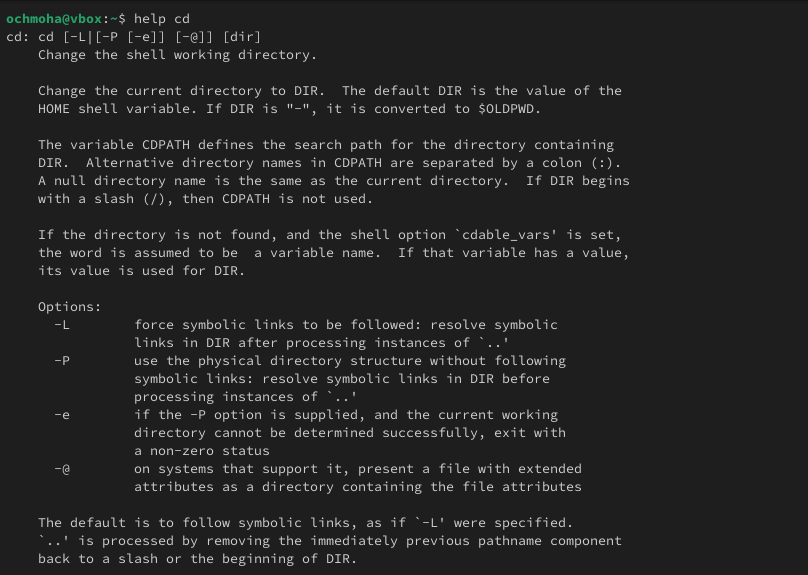 ochmoha@vbox:~$ help cd
cd: cd [-L|[-P [-e]] [-@]] [dir]
    Change the shell working directory.

    Change the current directory to DIR.  The default DIR is the value of the
    HOME shell variable. If DIR is "-", it is converted to $OLDPWD.

    The variable CDPATH defines the search path for the directory containing
    DIR.  Alternative directory names in CDPATH are separated by a colon (:).
    A null directory name is the same as the current directory.  If DIR begins
    with a slash (/), then CDPATH is not used.

    If the directory is not found, and the shell option `cdable_vars' is set,
    the word is assumed to be  a variable name.  If that variable has a value,
    its value is used for DIR.

    Options:
      -L        force symbolic links to be followed: resolve symbolic
                links in DIR after processing instances of `..'
      -P        use the physical directory structure without following
                symbolic links: resolve symbolic links in DIR before
                processing instances of `..'
      -e        if the -P option is supplied, and the current working
                directory cannot be determined successfully, exit with
                a non-zero status
      -@        on systems that support it, present a file with extended
                attributes as a directory containing the file attributes

    The default is to follow symbolic links, as if `-L' were specified.
    `..' is processed by removing the immediately previous pathname component
    back to a slash or the beginning of DIR.